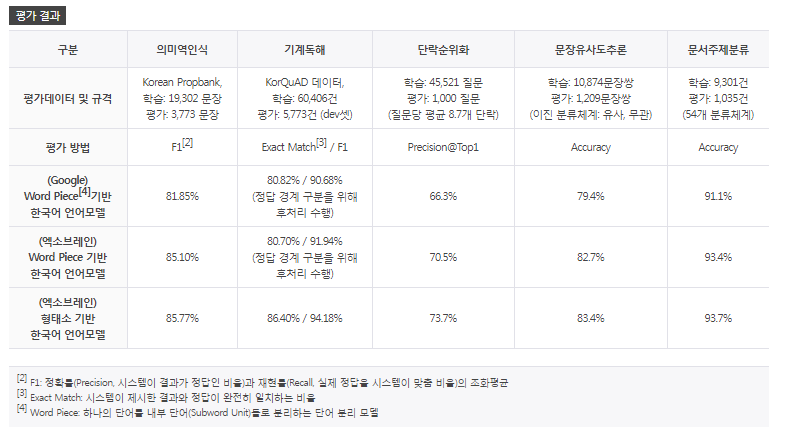 평가 결과
구분 의미역인식 기계독해 단락순위화 문장유사도추론 문서주제분류
평가데이터 및 규격
Korean Propbank,
학습: 19,302 문장
평가: 3,773 문장
KorQuAD 데이터,
학습: 60,406건
평가: 5,773건 (dev셋)
학습: 45,521 질문
평가: 1,000 질문
(질문당 평균 8.7개 단락)
학습: 10,874문장쌍
평가: 1,209문장쌍
(이진 분류체계: 유사, 무관)
학습: 9,301건
평가: 1,035건
(54개 분류체계)
평가 방법 F1[2] Exact Match[3] / F1 Precision@Top1 Accuracy Accuracy
(Google)
Word Piece[4]기반
한국어 언어모델
81.85%
80.82% / 90.68%
(정답 경계 구분을 위해
후처리 수행)
66.3% 79.4% 91.1%
(엑소브레인)
Word Piece 기반
한국어 언어모델
85.10%
80.70% / 91.94%
(정답 경계 구분을 위해
후처리 수행)
70.5% 82.7% 93.4%
(엑소브레인)
형태소 기반
한국어 언어모델
85.77% 86.40% / 94.18% 73.7% 83.4% 93.7%
[2] F1: 정확률(Precision, 시스템이 결과가 정답인 비율)과 재현률(Recall, 실제 정답을 시스템이 맞춤 비율)의 조화평균
[3] Exact Match: 시스템이 제시한 결과와 정답이 완전히 일치하는 비율
[4] Word Piece: 하나의 단어를 내부 단어(Subword Unit)들로 분리하는 단어 분리 모델